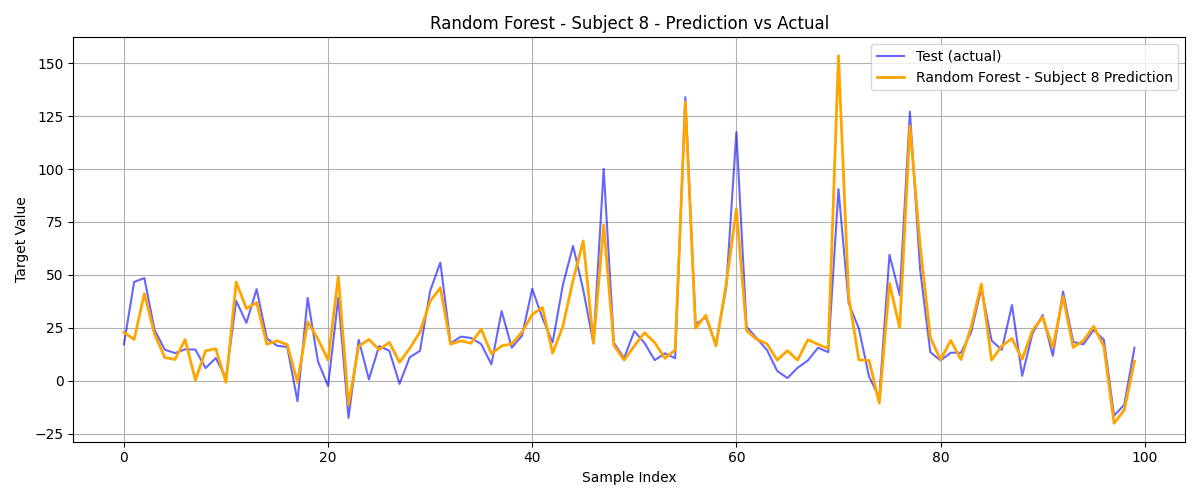 Random Forest - Subject 8 - Prediction vs Actual
Test (actual)
Random Forest - Subject 8 Prediction
Target Value
150
125
100
75
50
25
0
−25
0 20 40 60 80 100
Sample Index